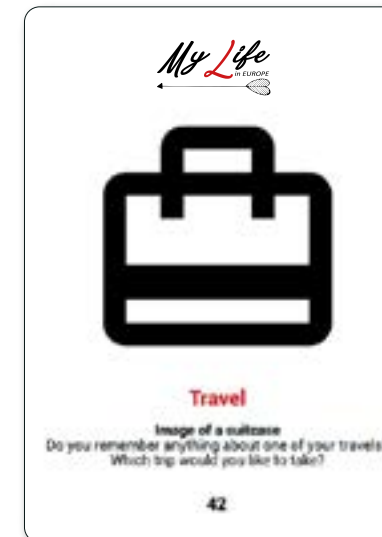 My Life
in EUROPE
Travel
Image of a suitcase
Do you remember anything about one of your travels
Which trip would you like to take?
42